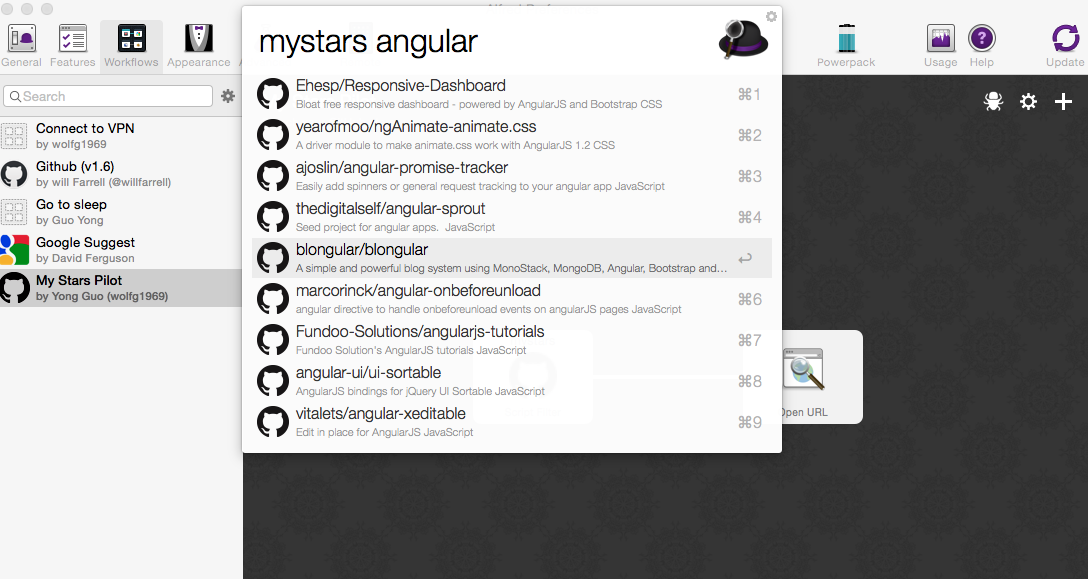 mystars angular
General
Features
Workflows
Appearance
Powerpack
Usage
Help
Update
Search
Connect to VPN
by wolfg1969
Github (v1.6)
by will Farrell (@willfarrell)
Go to sleep
by Guo Yong
Google Suggest
by David Ferguson
My Stars Pilot
by Yong Guo (wolfg1969)
Ehesp/Responsive-Dashboard
Bloat free responsive dashboard - powered by AngularJS and Bootstrap CSS
⌘1
yearofmoo/ngAnimate-animate.css
A driver module to make animate.css work with AngularJS 1.2 CSS
⌘2
ajoslin/angular-promise-tracker
Easily add spinners or general request tracking to your angular app JavaScript
⌘3
thedigitalself/angular-sprout
Seed project for angular apps.  JavaScript
⌘4
blongular/blongular
A simple and powerful blog system using MonoStack, MongoDB, Angular, Bootstrap and…
↩
marcorinck/angular-onbeforeunload
angular directive to handle onbeforeunload events on angularJS pages JavaScript
⌘6
Fundoo-Solutions/angularjs-tutorials
Fundoo Solution's AngularJS tutorials JavaScript
⌘7
angular-ui/ui-sortable
AngularJS bindings for jQuery UI Sortable JavaScript
⌘8
vitalets/angular-xeditable
Edit in place for AngularJS JavaScript
⌘9
Open URL